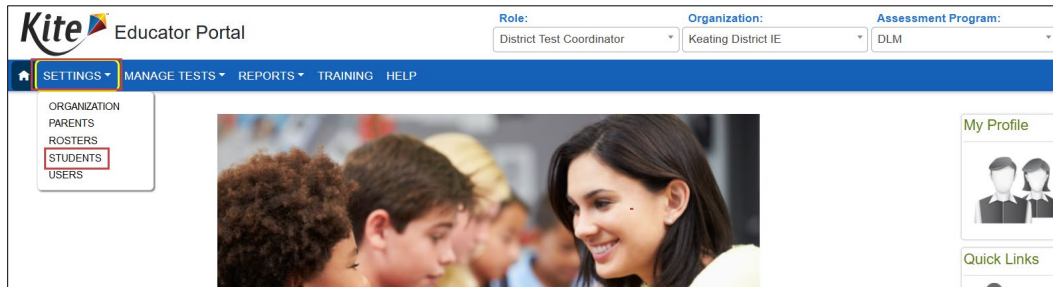 Kite Educator Portal
Role:
Organization:
Assessment Program:
District Test Coordinator
Keating District IE
DLM
SETTINGS
MANAGE TESTS
REPORTS
TRAINING
HELP
ORGANIZATION
PARENTS
ROSTERS
STUDENTS
USERS
My Profile
Quick Links